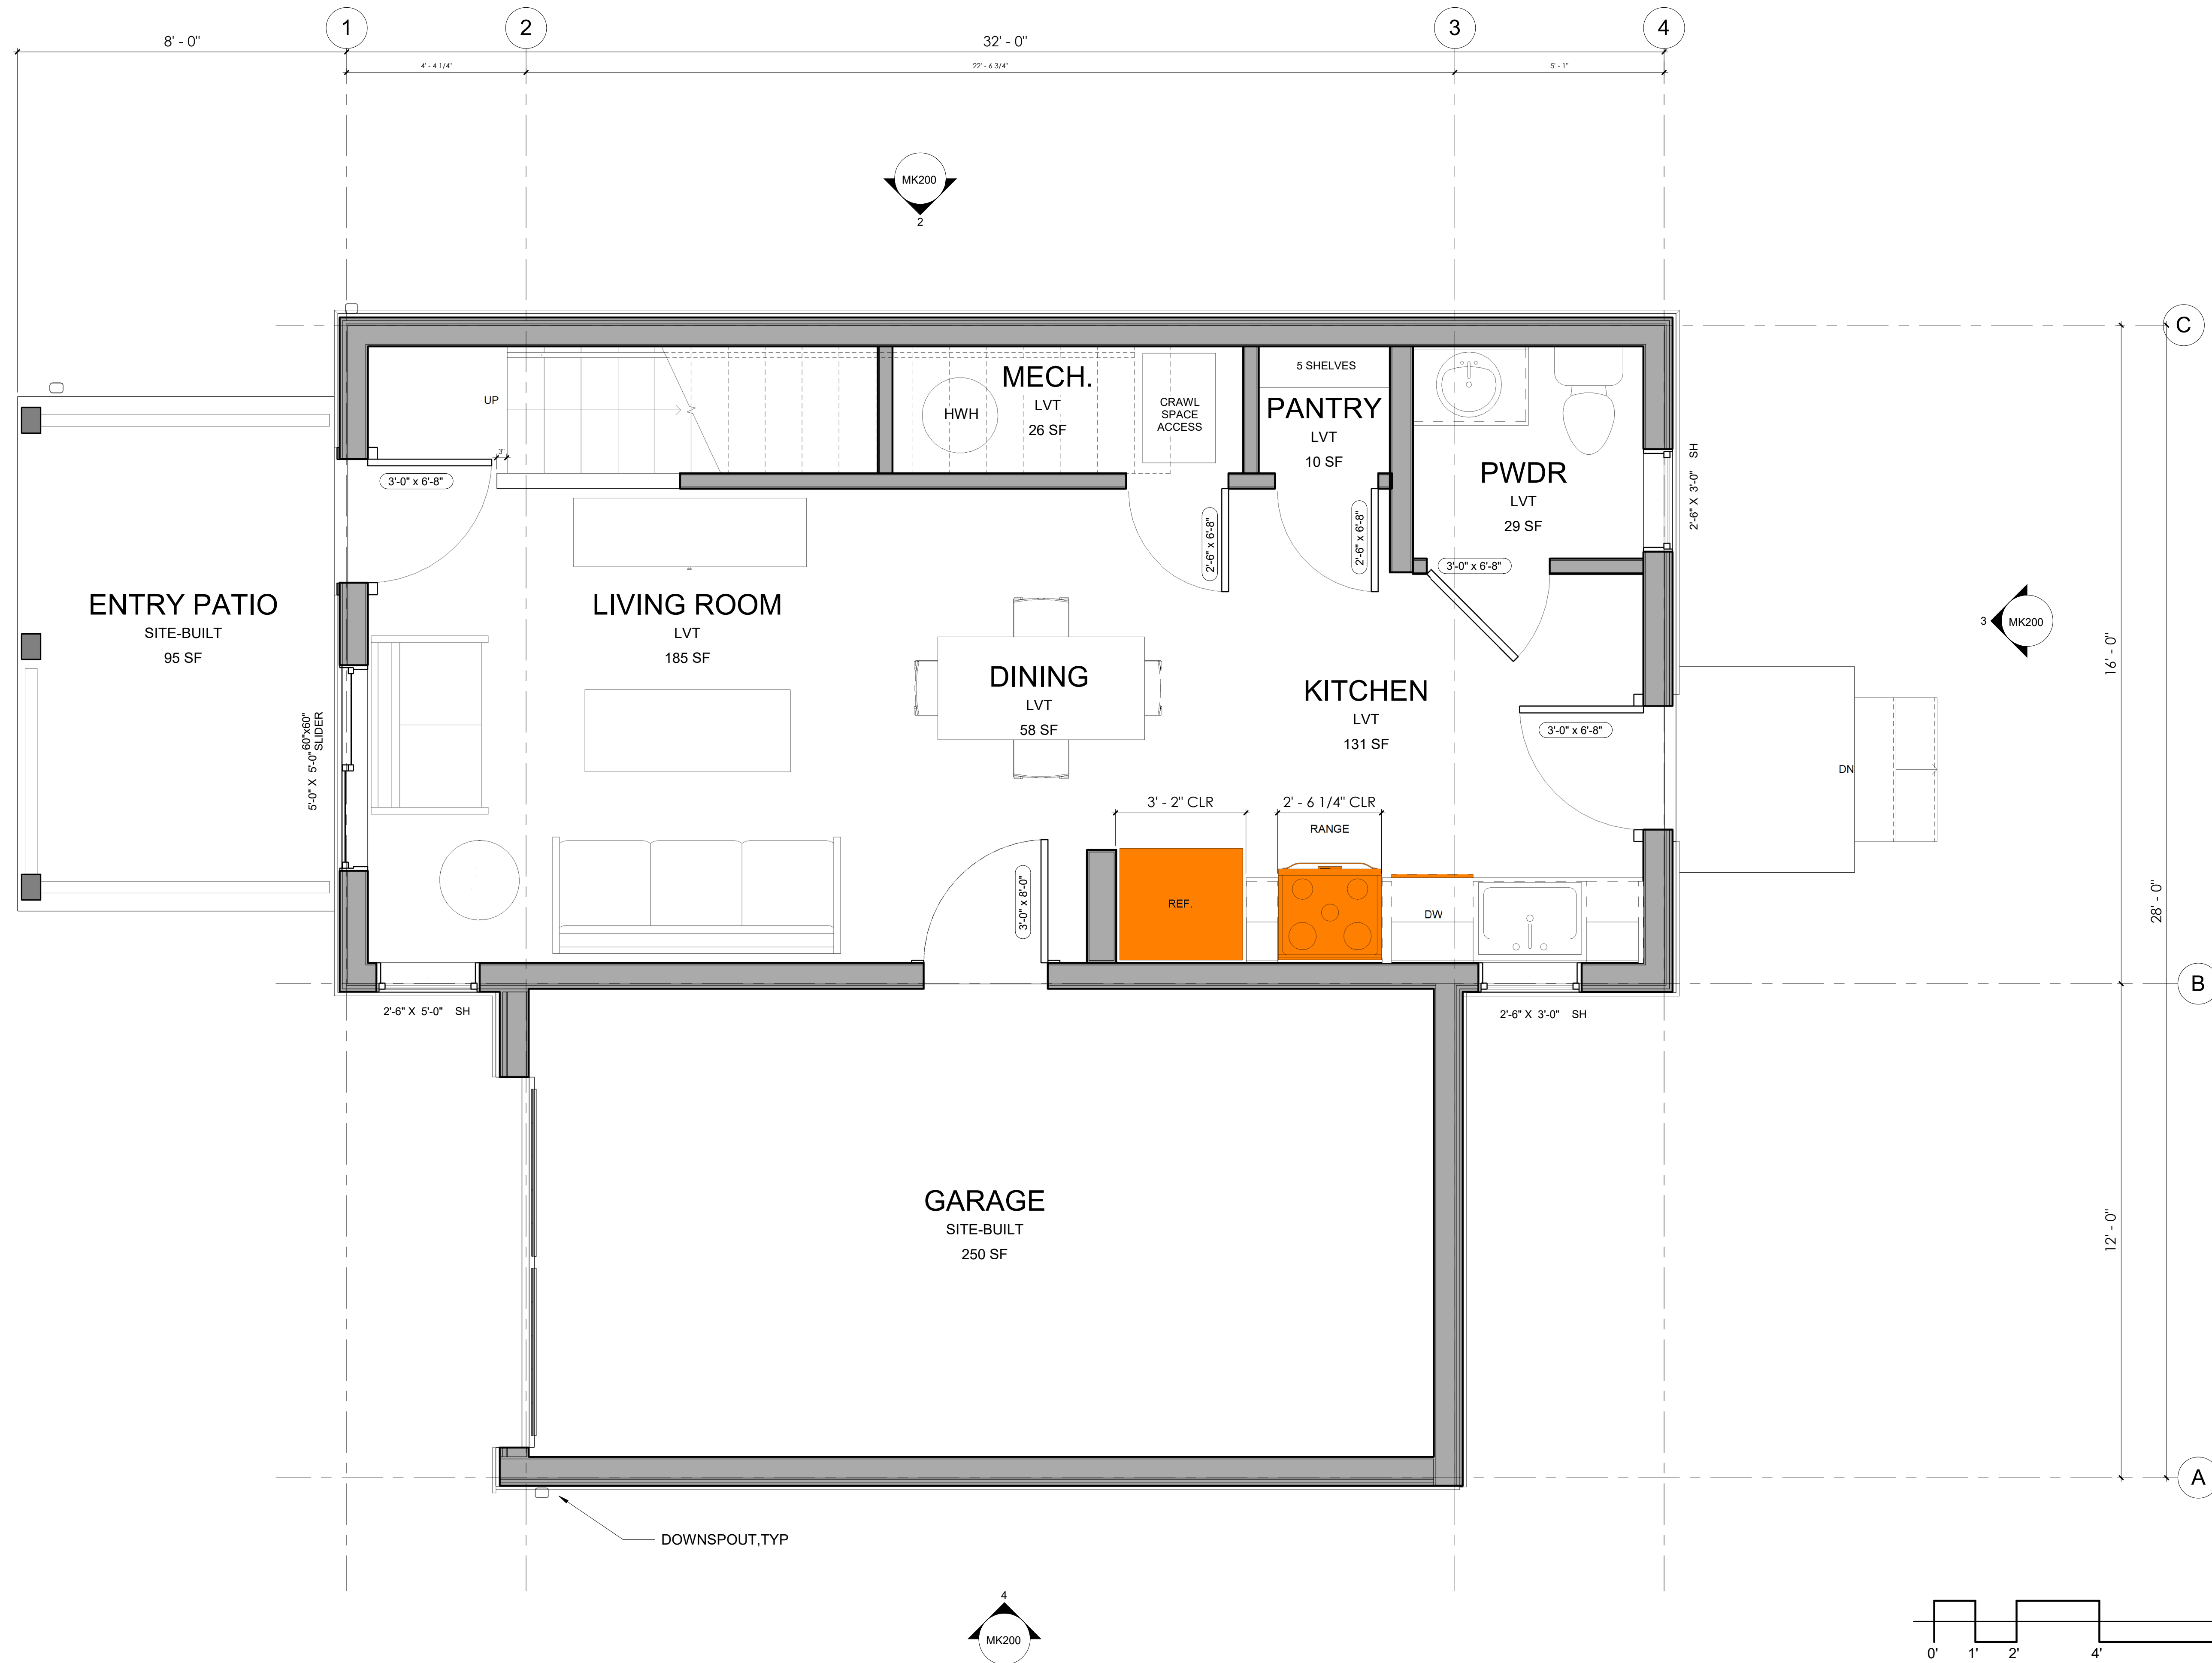 1
2
3
4
8' - 0"
32' - 0"
4' - 4 1/4"
22' - 6 3/4"
5' - 1"
MK200
2
C
5 SHELVES
MECH.
LVT
26 SF
HWH
CRAWL
SPACE
ACCESS
PANTRY
LVT
10 SF
UP
3"
PWDR
LVT
29 SF
2'-6" X 3'-0" SH
3'-0" x 6'-8"
2'-6" x 6'-8"
2'-6" x 6'-8"
3'-0" x 6'-8"
ENTRY PATIO
SITE-BUILT
95 SF
LIVING ROOM
LVT
185 SF
3
MK200
16' - 0"
DINING
LVT
58 SF
KITCHEN
LVT
131 SF
3'-0" x 6'-8"
5'-0" X 5'-0"
60"x60"
SLIDER
DN
3' - 2" CLR
2' - 6 1/4" CLR
RANGE
3'-0" x 8'-0"
REF.
DW
28' - 0"
B
2'-6" X 5'-0" SH
2'-6" X 3'-0" SH
GARAGE
SITE-BUILT
250 SF
12' - 0"
A
DOWNSPOUT,TYP
4
MK200
0'
1'
2'
4'